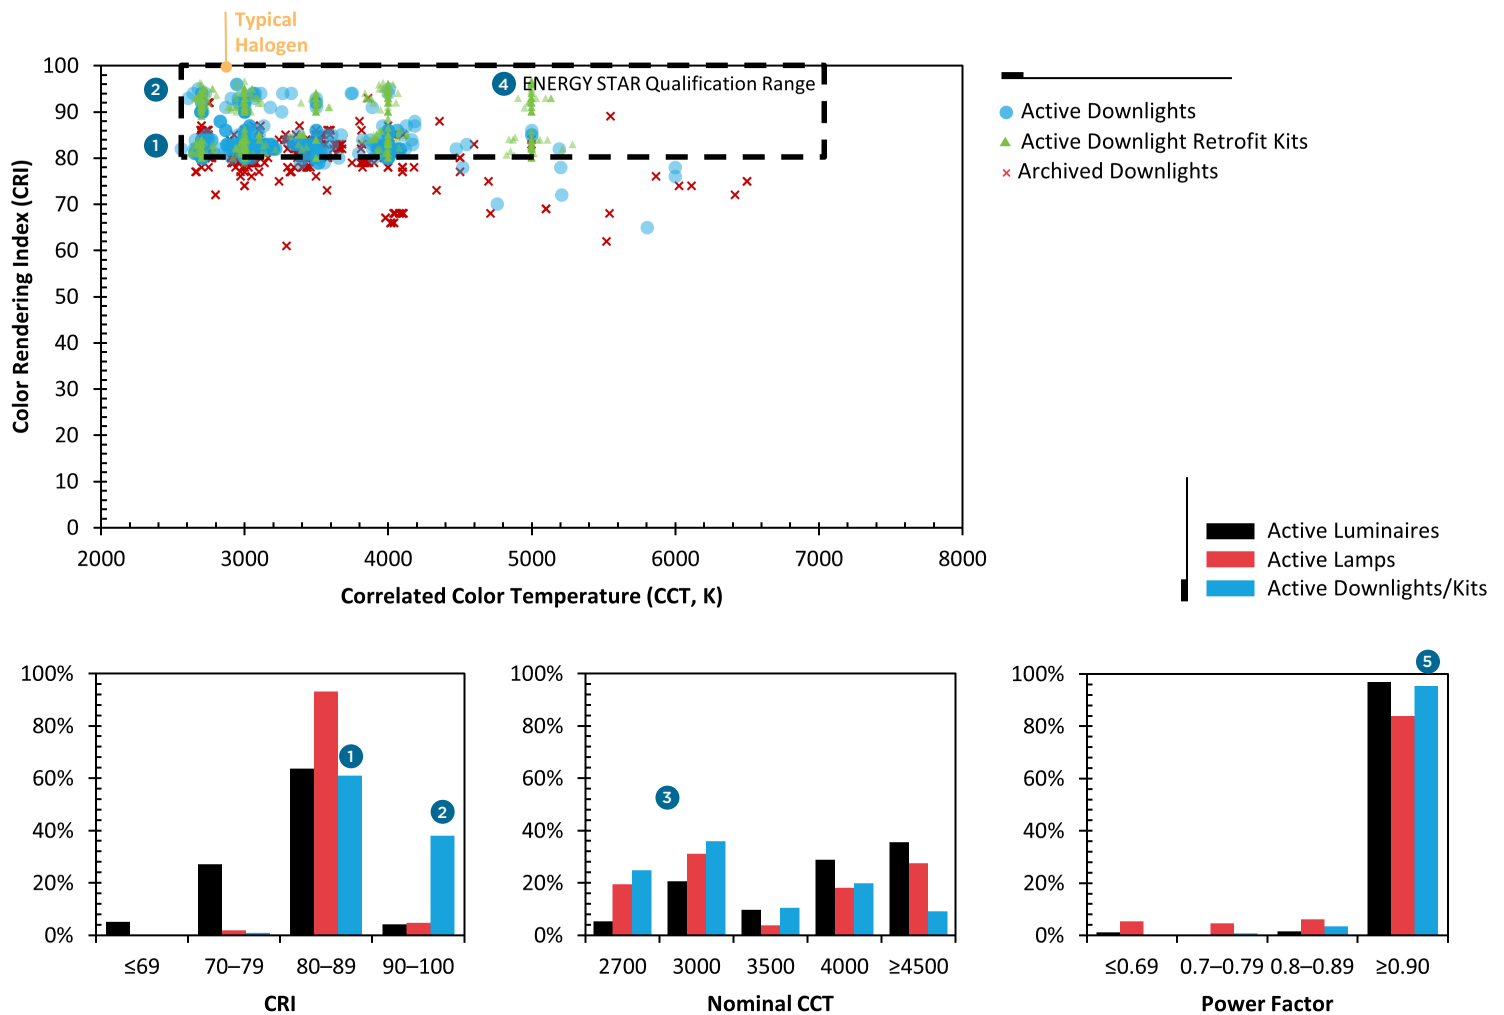 Typical
Halogen
100
90
80
70
60
50
40
30
20
10
0
Color Rendering Index (CRI)
2
1
4 ENERGY STAR Qualification Range
2000 3000 4000 5000 6000 7000 8000
Correlated Color Temperature (CCT, K)
Active Downlights
Active Downlight Retrofit Kits
Archived Downlights
Active Luminaires
Active Lamps
Active Downlights/Kits
100%
80%
60%
40%
20%
0%
1
2
≤69 70–79 80–89 90–100
CRI
100%
80%
60%
40%
20%
0%
3
2700 3000 3500 4000 ≥4500
Nominal CCT
100%
80%
60%
40%
20%
0%
5
≤0.69 0.7–0.79 0.8–0.89 ≥0.90
Power Factor